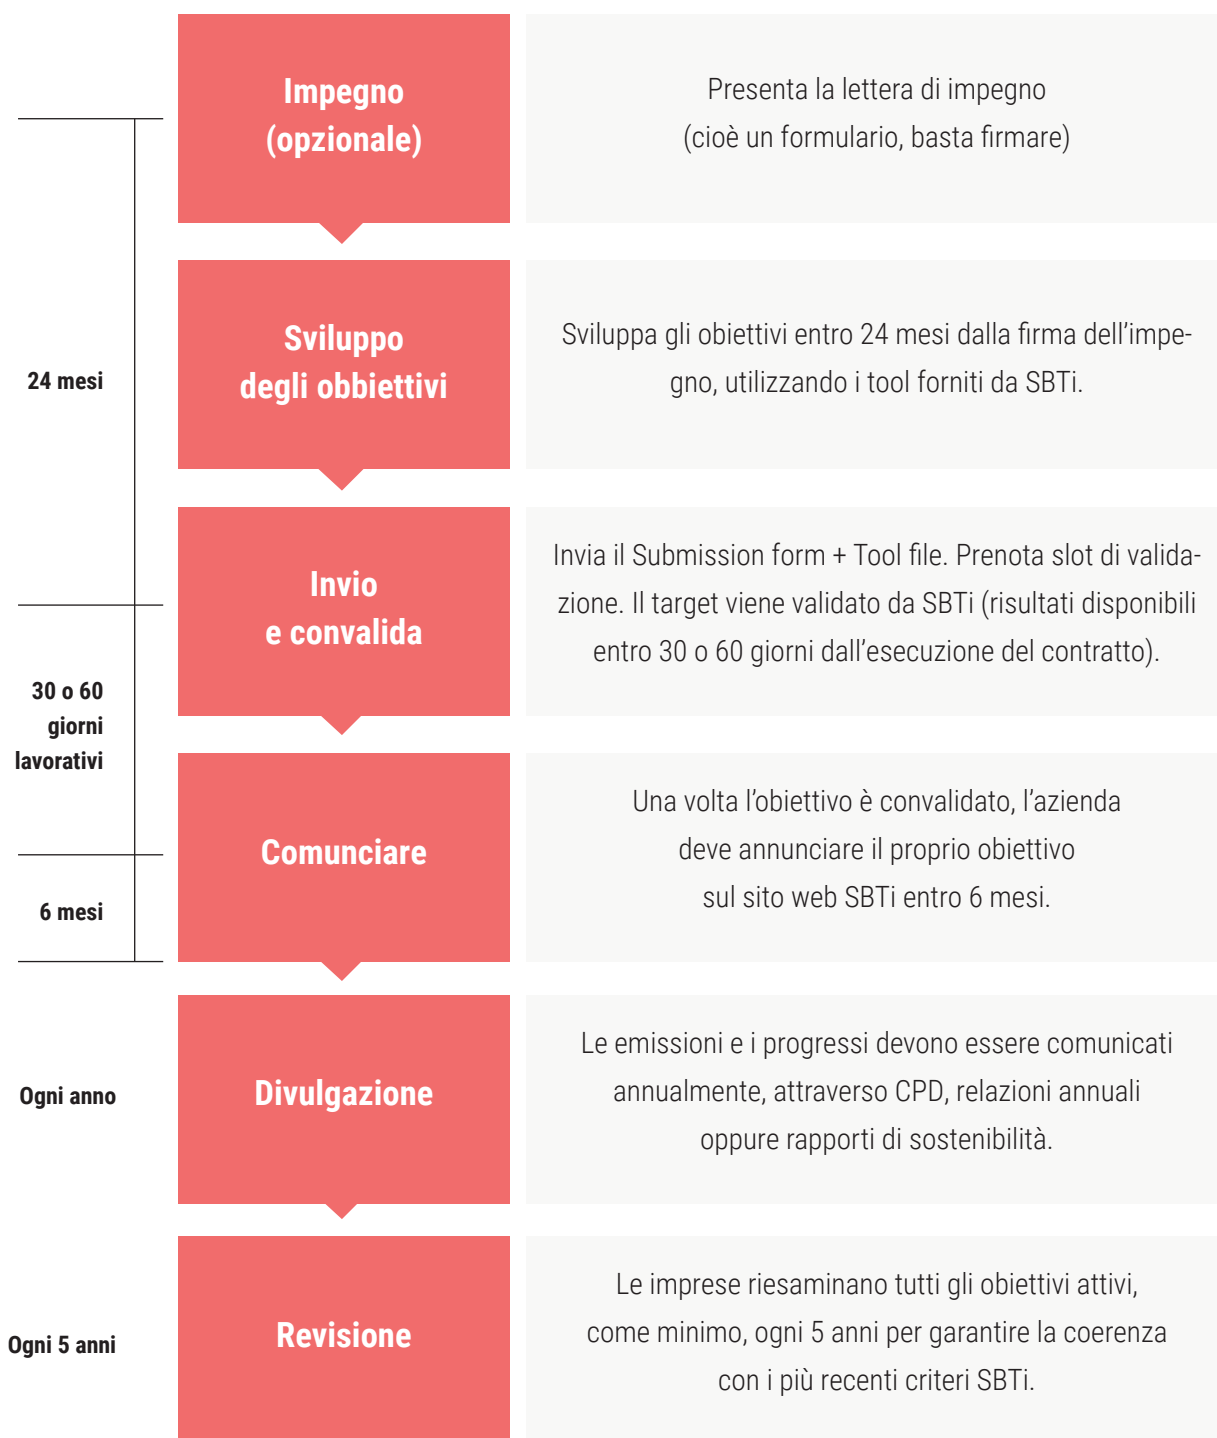 Impegno
(opzionale)
Presenta la lettera di impegno
(cioè un formulario, basta firmare)
24 mesi
Sviluppo
degli obbiettivi
Sviluppa gli obiettivi entro 24 mesi dalla firma dell'impe-
gno, utilizzando i tool forniti da SBTi.
Invio
e convalida
Invia il Submission form + Tool file. Prenota slot di valida-
zione. Il target viene validato da SBTi (risultati disponibili
entro 30 o 60 giorni dall'esecuzione del contratto).
30 o 60
giorni
lavorativi
Comunciare
Una volta l'obiettivo è convalidato, l'azienda
deve annunciare il proprio obiettivo
sul sito web SBTi entro 6 mesi.
6 mesi
Ogni anno
Divulgazione
Le emissioni e i progressi devono essere comunicati
annualmente, attraverso CPD, relazioni annuali
oppure rapporti di sostenibilità.
Ogni 5 anni
Revisione
Le imprese riesaminano tutti gli obiettivi attivi,
come minimo, ogni 5 anni per garantire la coerenza
con i più recenti criteri SBTi.